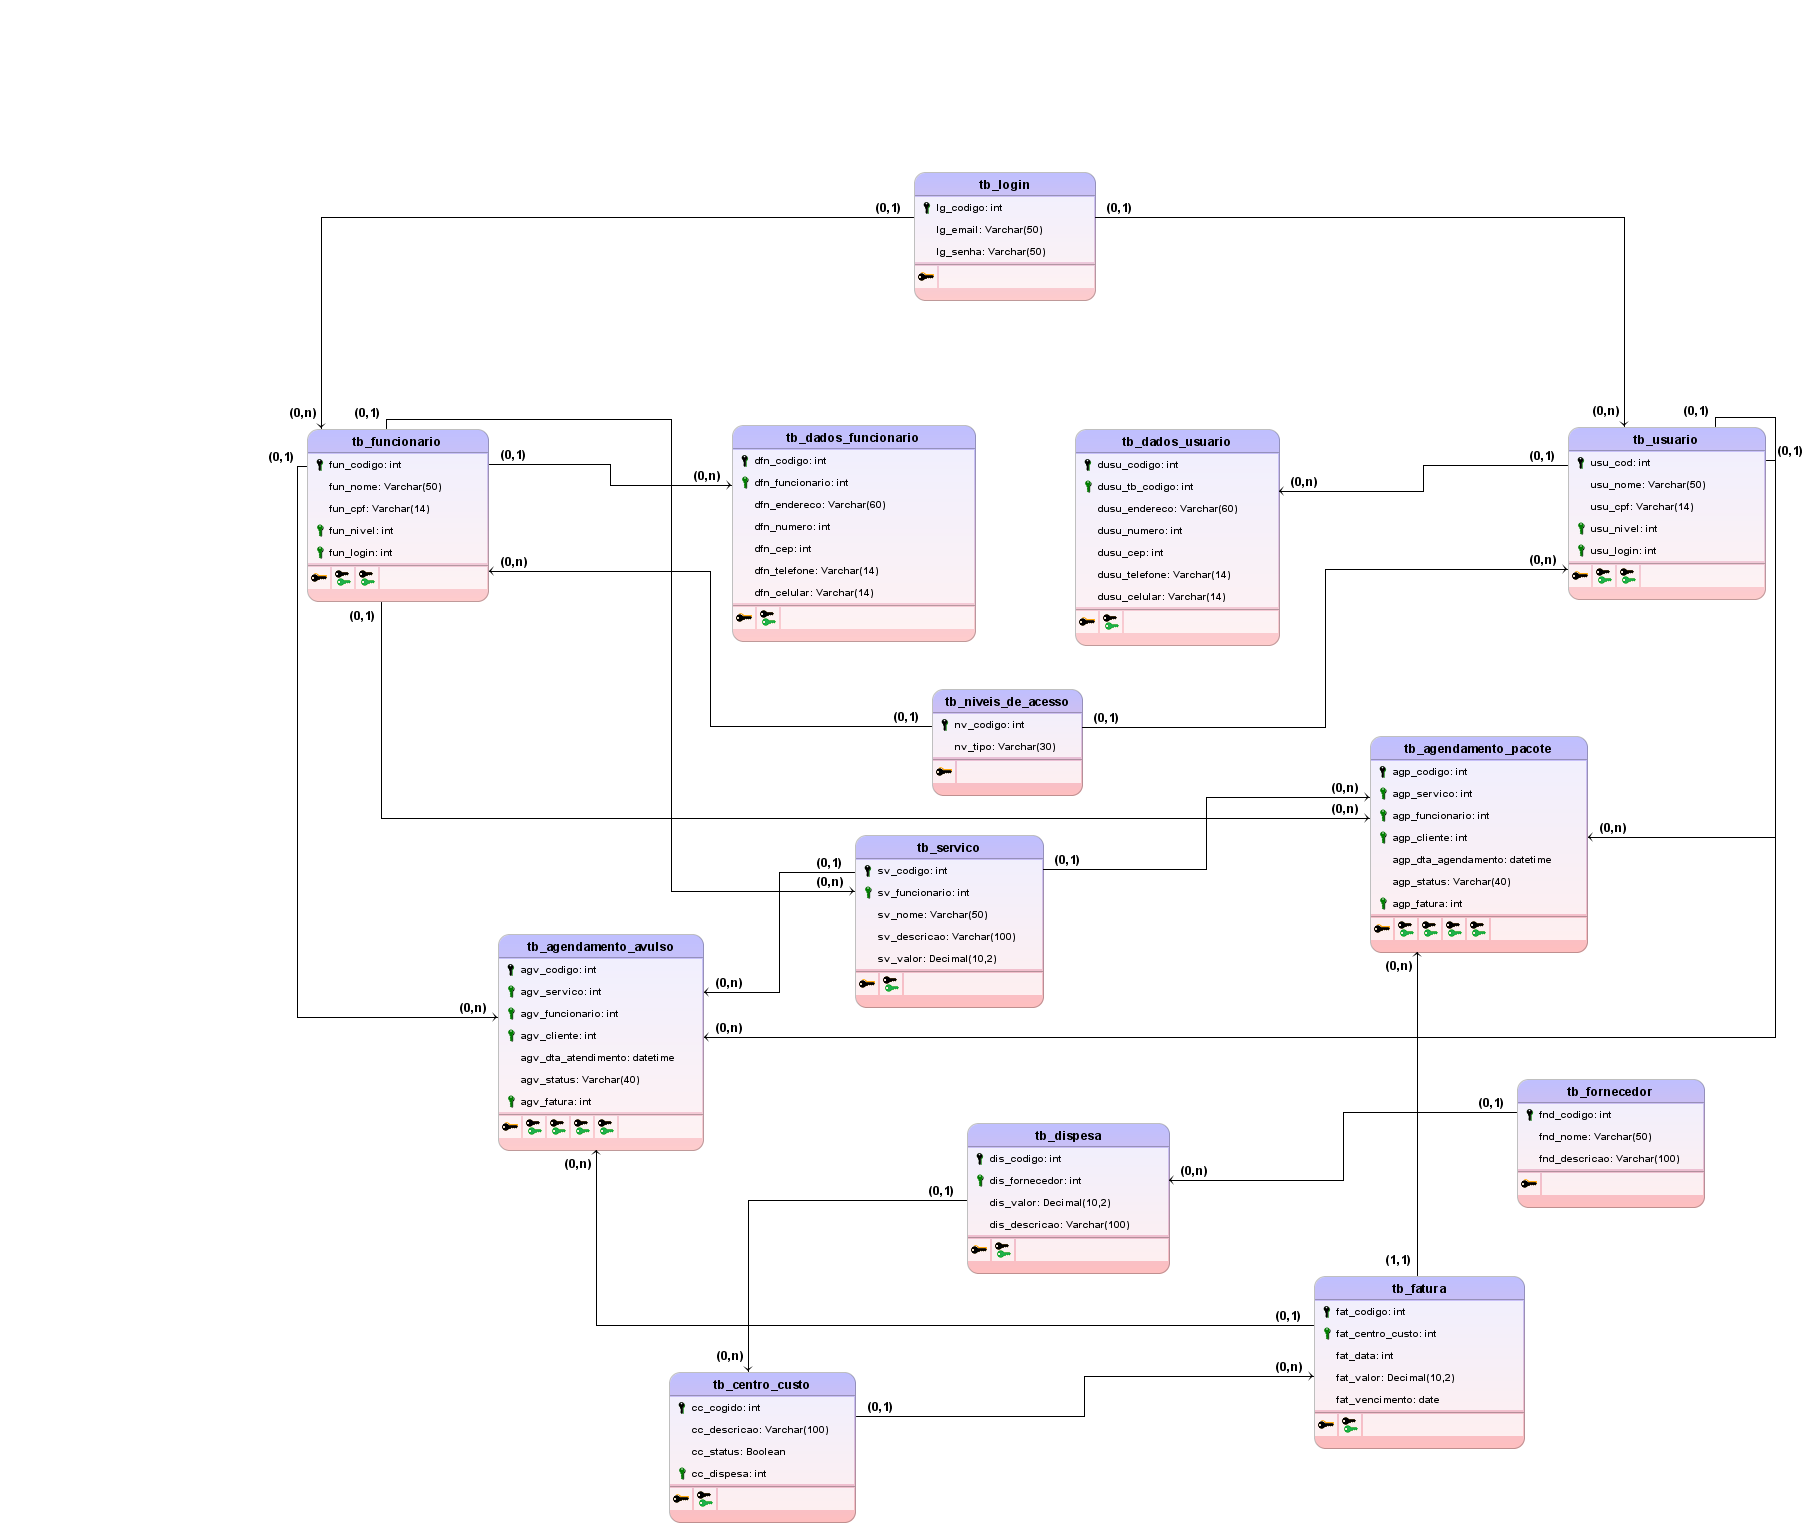 tb_login
lg_codigo: int
lg_email: Varchar(50)
lg_senha: Varchar(50)
(0,1)
(0,1)
(0,n)
(0,1)
(0,1)
tb_funcionario
fun_codigo: int
fun_nome: Varchar(50)
fun_cpf: Varchar(14)
fun_nivel: int
fun_login: int
(0,1)
(0,n)
(0,1)
(0,n)
tb_dados_funcionario
dfn_codigo: int
dfn_funcionario: int
dfn_endereco: Varchar(60)
dfn_numero: int
dfn_cep: int
dfn_telefone: Varchar(14)
dfn_celular: Varchar(14)
tb_dados_usuario
dusu_codigo: int
dusu_tb_codigo: int
dusu_endereco: Varchar(60)
dusu_numero: int
dusu_cep: int
dusu_telefone: Varchar(14)
dusu_celular: Varchar(14)
(0,n)
(0,1)
(0,n)
(0,n)
(0,1)
(0,1)
tb_usuario
usu_cod: int
usu_nome: Varchar(50)
usu_cpf: Varchar(14)
usu_nivel: int
usu_login: int
(0,1)
(0,1)
tb_niveis_de_acesso
nv_codigo: int
nv_tipo: Varchar(30)
tb_agendamento_pacote
agp_codigo: int
agp_servico: int
agp_funcionario: int
agp_cliente: int
agp_dta_agendamento: datetime
agp_status: Varchar(40)
agp_fatura: int
(0,n)
(0,n)
(0,n)
(0,n)
(0,1)
(0,n)
(0,1)
tb_servico
sv_codigo: int
sv_funcionario: int
sv_nome: Varchar(50)
sv_descricao: Varchar(100)
sv_valor: Decimal(10,2)
tb_agendamento_avulso
agv_codigo: int
agv_servico: int
agv_funcionario: int
agv_cliente: int
agv_dta_atendimento: datetime
agv_status: Varchar(40)
agv_fatura: int
(0,n)
(0,n)
(0,n)
(0,n)
tb_fornecedor
fnd_codigo: int
fnd_nome: Varchar(50)
fnd_descricao: Varchar(100)
(0,1)
(0,n)
(0,1)
tb_dispesa
dis_codigo: int
dis_fornecedor: int
dis_valor: Decimal(10,2)
dis_descricao: Varchar(100)
(1,1)
(0,1)
(0,n)
tb_fatura
fat_codigo: int
fat_centro_custo: int
fat_data: int
fat_valor: Decimal(10,2)
fat_vencimento: date
(0,n)
(0,1)
tb_centro_custo
cc_cogido: int
cc_descricao: Varchar(100)
cc_status: Boolean
cc_dispesa: int